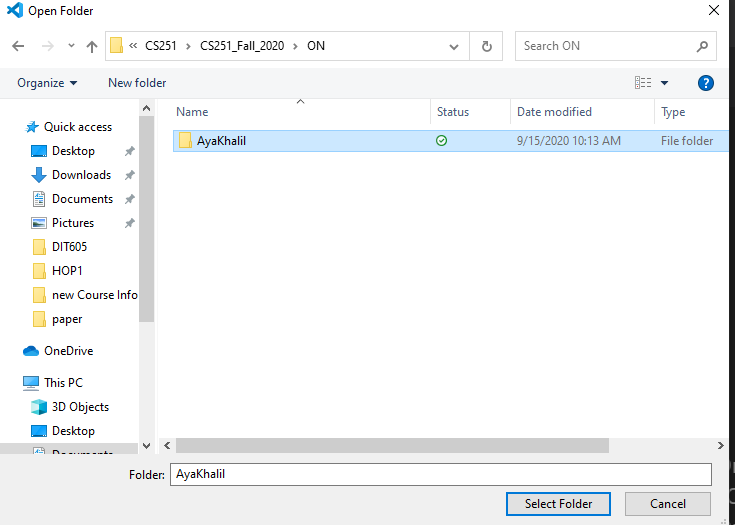 Open Folder
« CS251 > CS251_Fall_2020 > ON
Search ON
Organize
New folder
Name
Status
Date modified
Type
Quick access
Desktop
Downloads
Documents
Pictures
DIT605
HOP1
new Course Info
paper
OneDrive
This PC
3D Objects
Desktop
Documents
AyaKhalil
9/15/2020 10:13 AM
File folder
Folder:
AyaKhalil
Select Folder
Cancel